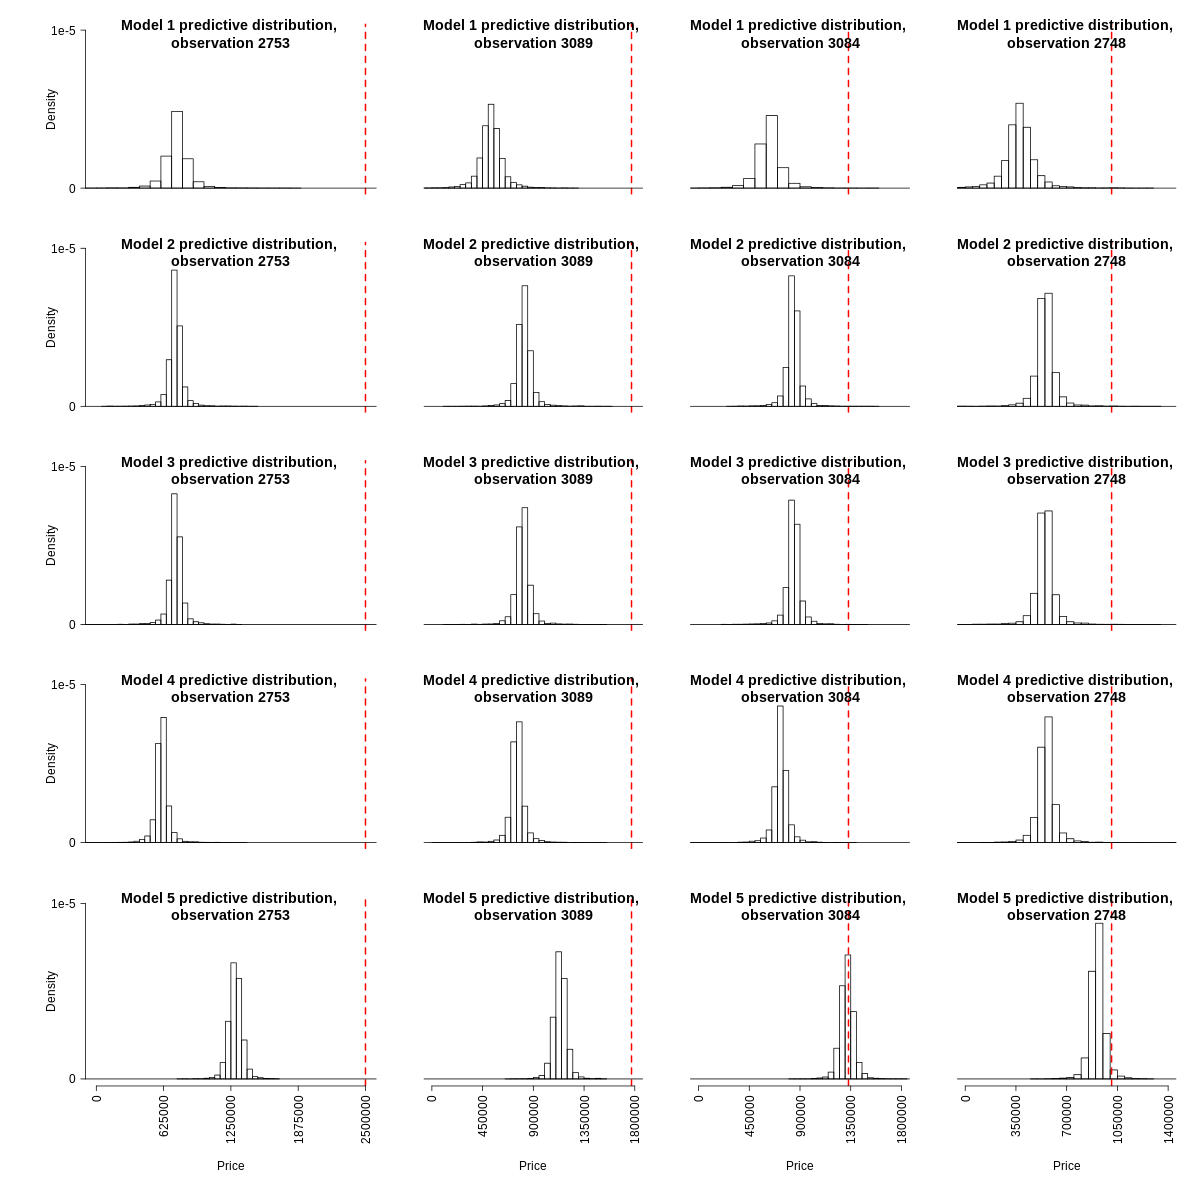 Model 1 predictive distribution,
observation 2753
Model 1 predictive distribution,
observation 3089
Model 1 predictive distribution,
observation 3084
Model 1 predictive distribution,
observation 2748
1e-5
Density
0
Model 2 predictive distribution,
observation 2753
Model 2 predictive distribution,
observation 3089
Model 2 predictive distribution,
observation 3084
Model 2 predictive distribution,
observation 2748
1e-5
Density
0
Model 3 predictive distribution,
observation 2753
Model 3 predictive distribution,
observation 3089
Model 3 predictive distribution,
observation 3084
Model 3 predictive distribution,
observation 2748
1e-5
Density
0
Model 4 predictive distribution,
observation 2753
Model 4 predictive distribution,
observation 3089
Model 4 predictive distribution,
observation 3084
Model 4 predictive distribution,
observation 2748
1e-5
Density
0
Model 5 predictive distribution,
observation 2753
Model 5 predictive distribution,
observation 3089
Model 5 predictive distribution,
observation 3084
Model 5 predictive distribution,
observation 2748
1e-5
Density
0
0 625000 1250000 1875000 2500000
0 450000 900000 1350000 1800000
0 450000 900000 1350000 1800000
0 350000 700000 1050000 1400000
Price
Price
Price
Price